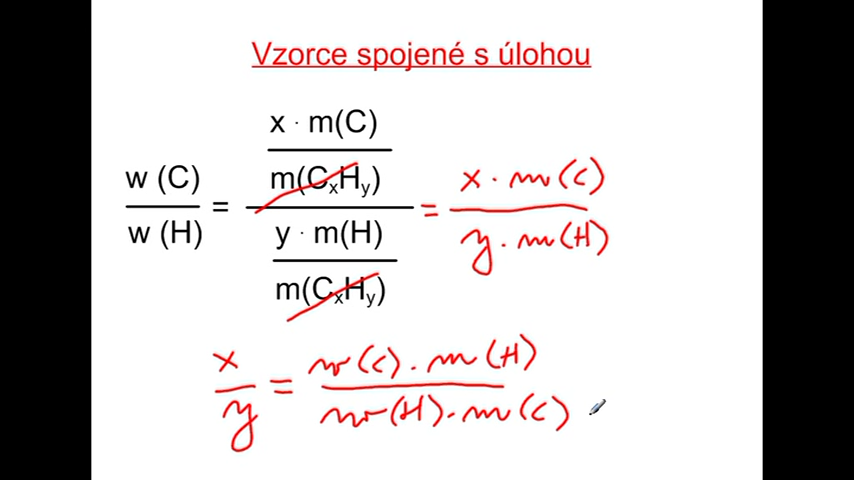 Vzorce spojené s úlohou
w (C) / w (H) = (x · m(C) / m(CxHy)) / (y · m(H) / m(CxHy)) = x · m(C) / y · m(H)
x / y = w(C) · m(H) / w(H) · m(C)